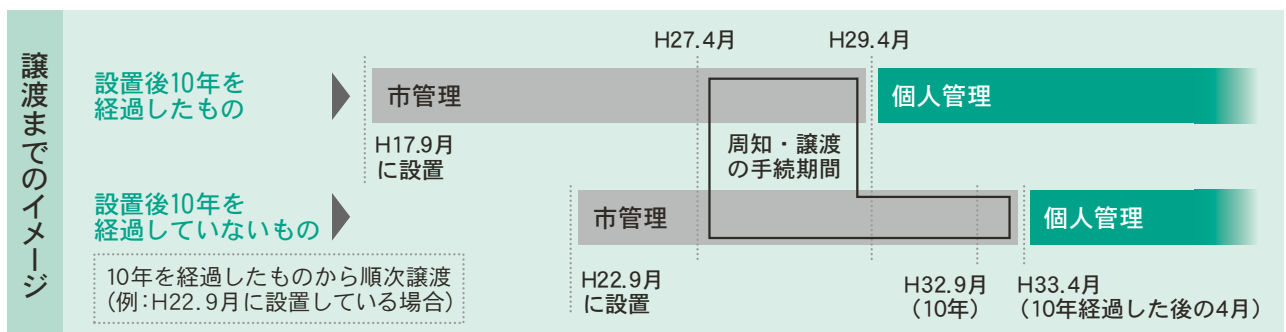 譲渡までのイメージ
H27.4月
H29.4月
設置後10年を
経過したもの
市管理
個人管理
H17.9月
に設置
周知・譲渡
の手続期間
設置後10年を
経過していないもの
市管理
個人管理
10年を経過したものから順次譲渡
(例:H22.9月に設置している場合)
H22.9月
に設置
H32.9月
(10年)
H33.4月
(10年経過した後の4月)